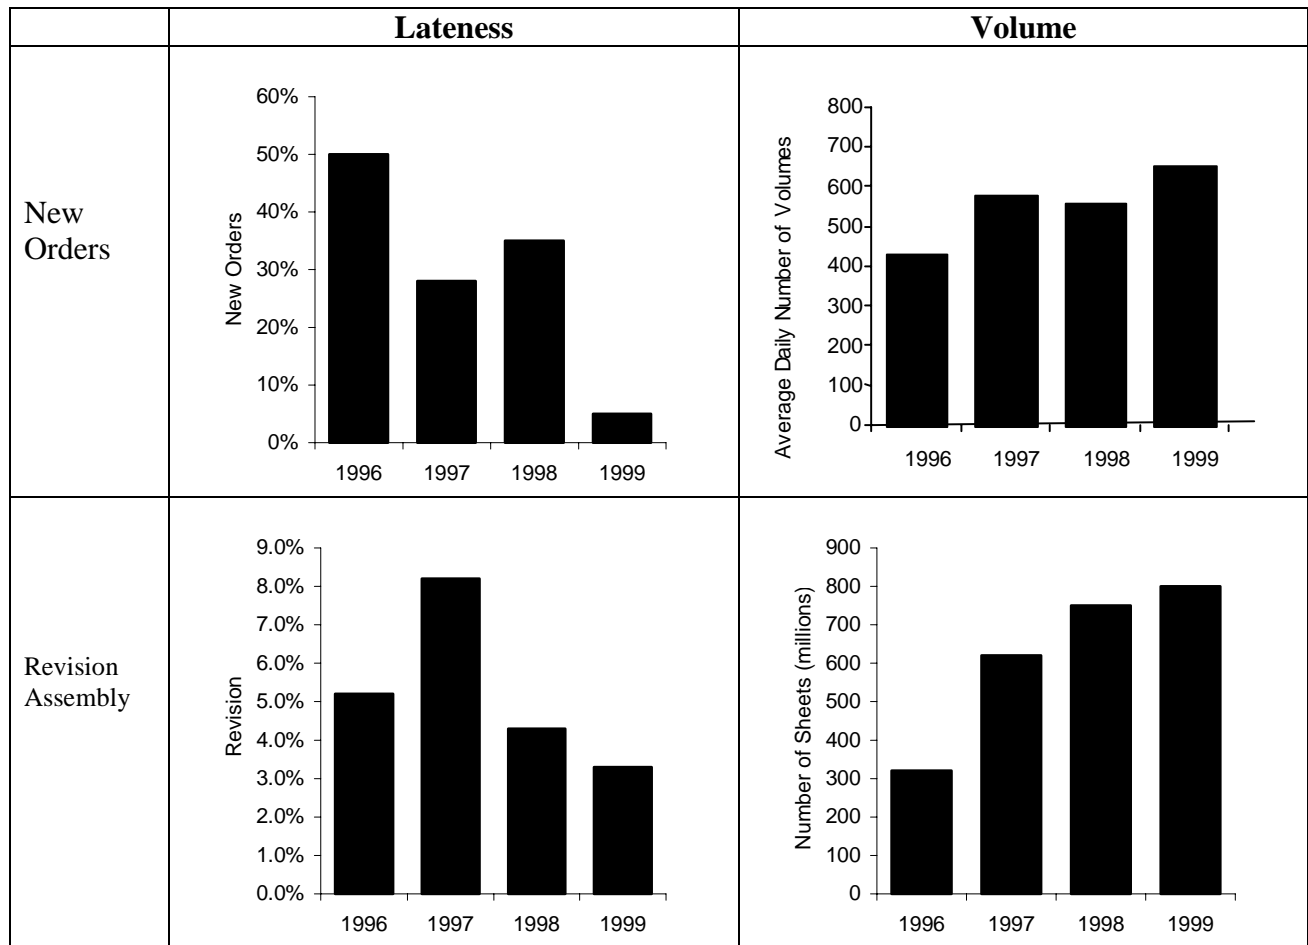 Lateness
Volume
New
Orders
New Orders
60%
50%
40%
30%
20%
10%
0%
1996 1997 1998 1999
Average Daily Number of Volumes
800
700
600
500
400
300
200
100
0
1996 1997 1998 1999
Revision
Assembly
Revision
9.0%
8.0%
7.0%
6.0%
5.0%
4.0%
3.0%
2.0%
1.0%
0.0%
1996 1997 1998 1999
Number of Sheets (millions)
900
800
700
600
500
400
300
200
100
0
1996 1997 1998 1999